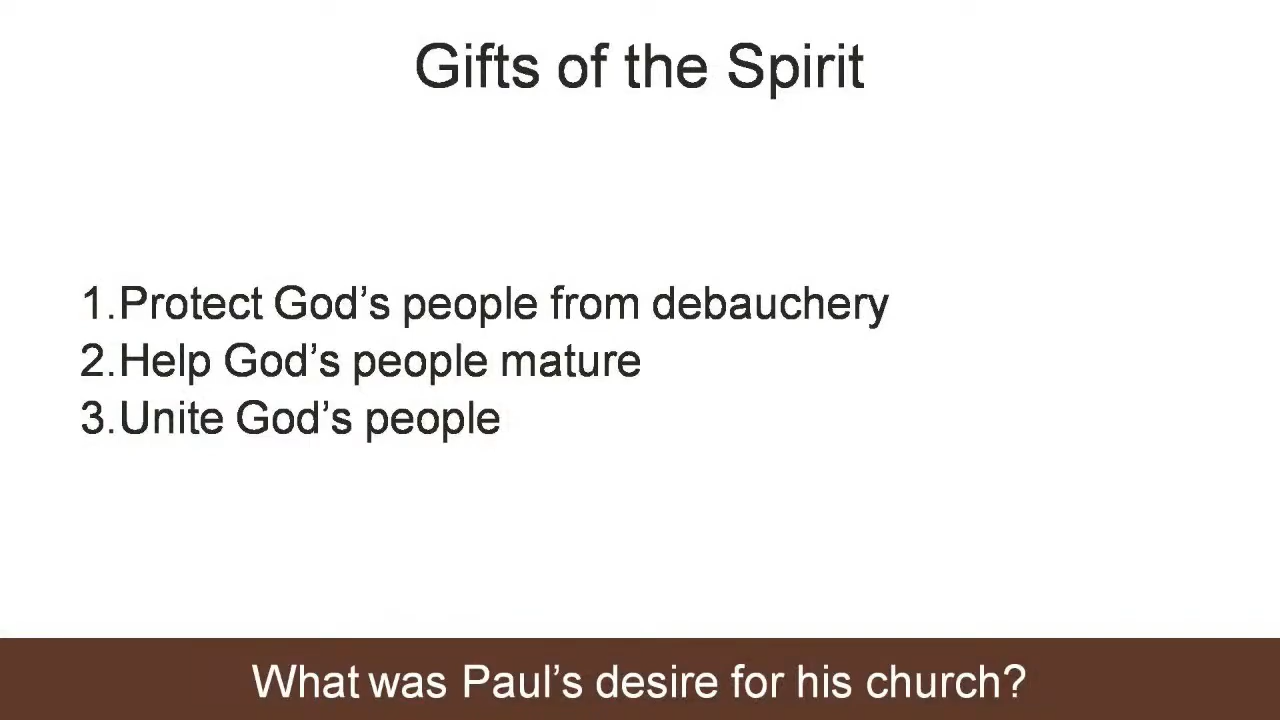 Gifts of the Spirit
1.Protect God’s people from debauchery
2.Help God’s people mature
3.Unite God’s people
What was Paul’s desire for his church?